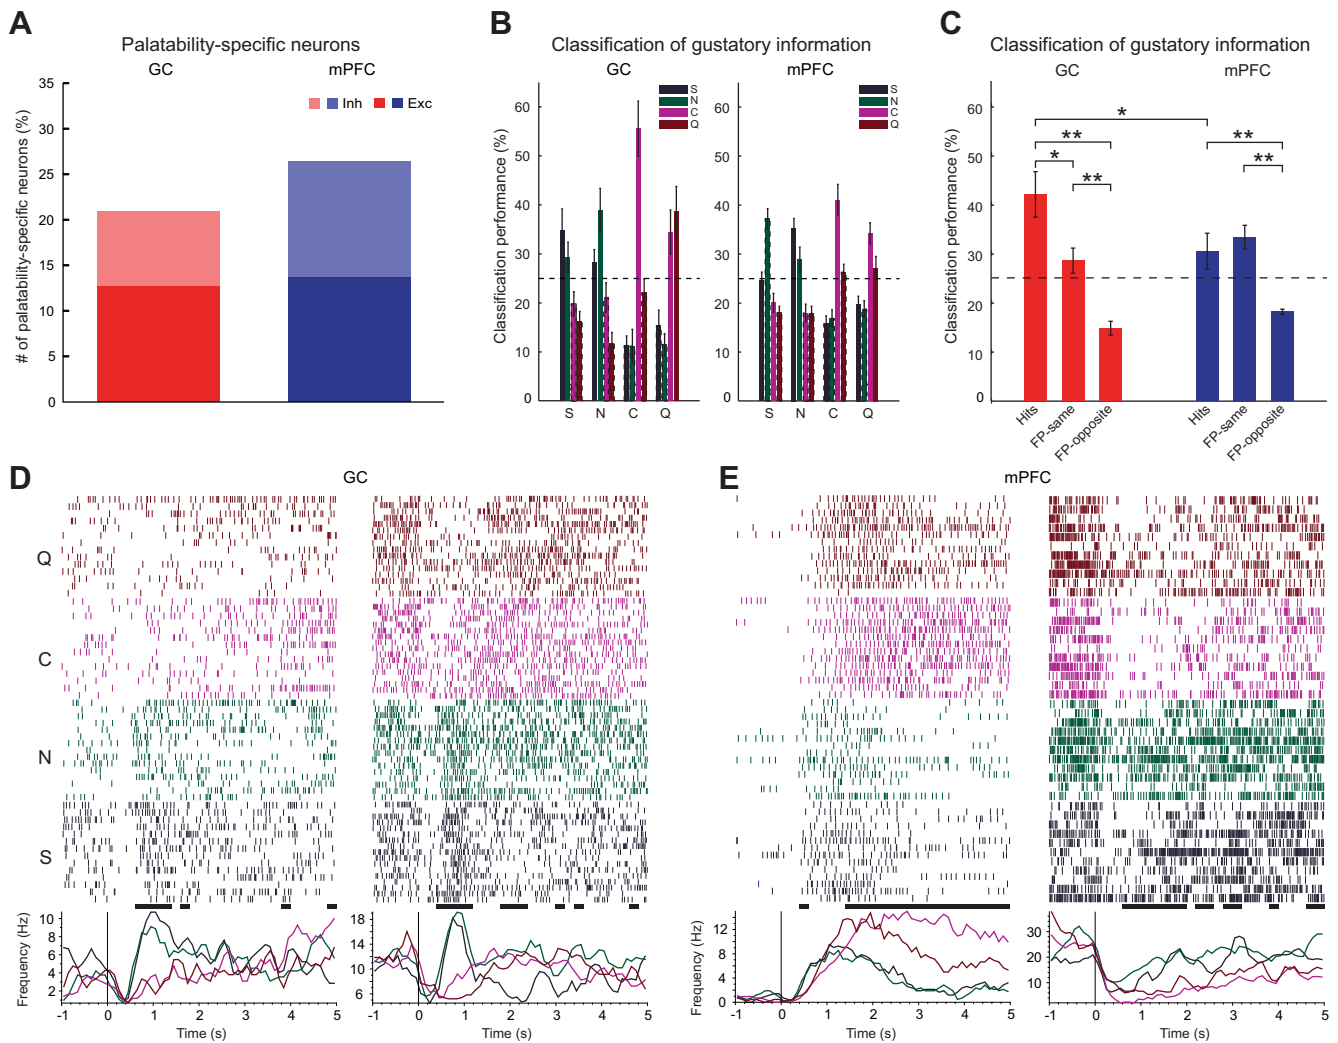 A
Palatability-specific neurons
GC
mPFC
# of palatability-specific neurons (%)
35
30
25
20
15
10
5
0
Inh
Exc
B
Classification of gustatory information
GC
mPFC
Classification performance (%)
60
50
40
30
20
10
0
S
N
C
Q
S N C Q
Classification performance (%)
60
50
40
30
20
10
0
S
N
C
Q
S N C Q
C
Classification of gustatory information
GC
mPFC
Classification performance (%)
60
50
40
30
20
10
0
*
**
*
**
**
**
Hits
FP-same
FP-opposite
Hits
FP-same
FP-opposite
D
GC
Q
C
N
S
Frequency (Hz)
10
8
6
4
2
-1 0 1 2 3 4 5
Time (s)
18
14
10
6
-1 0 1 2 3 4 5
Time (s)
E
mPFC
Frequency (Hz)
12
8
4
0
-1 0 1 2 3 4 5
Time (s)
30
20
10
-1 0 1 2 3 4 5
Time (s)